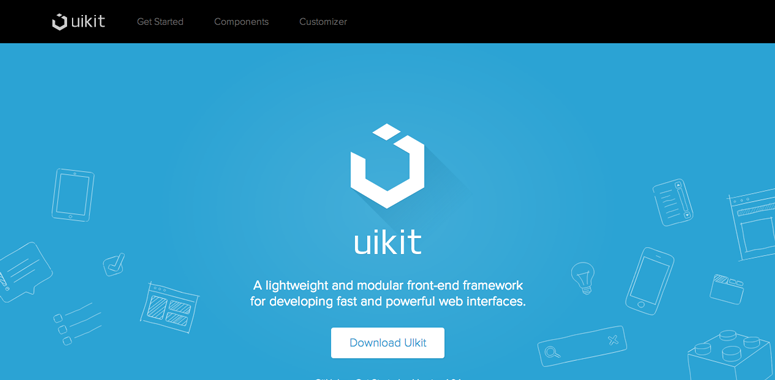 uikit
Get Started
Components
Customizer
uikit
A lightweight and modular front-end framework
for developing fast and powerful web interfaces.
Download UIkit